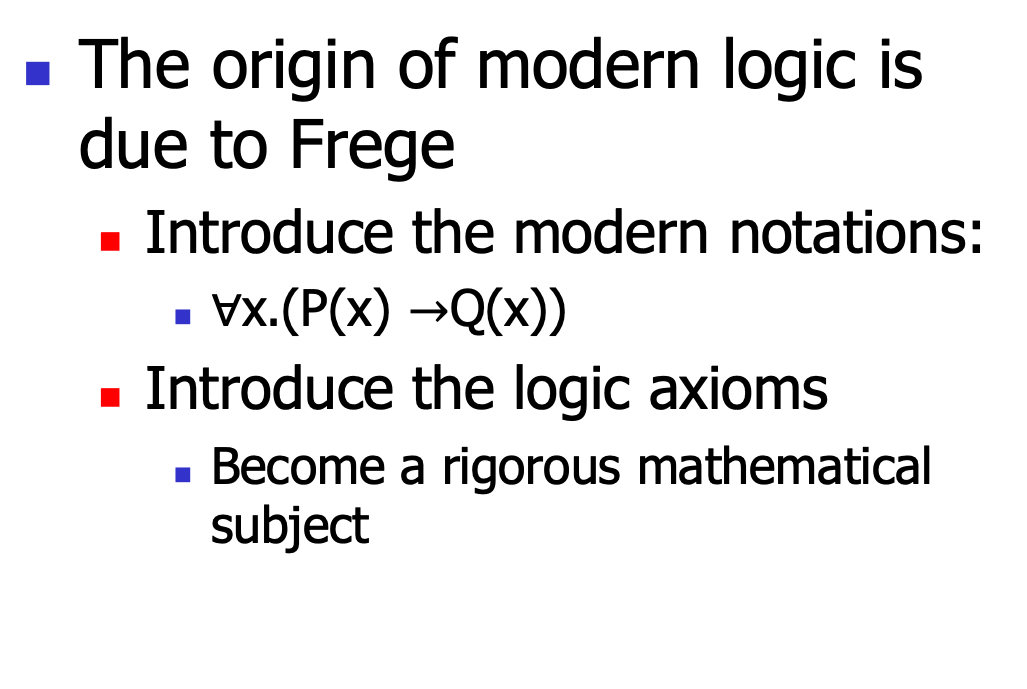 The origin of modern logic is
due to Frege
Introduce the modern notations:
∀x.(P(x) →Q(x))
Introduce the logic axioms
Become a rigorous mathematical
subject